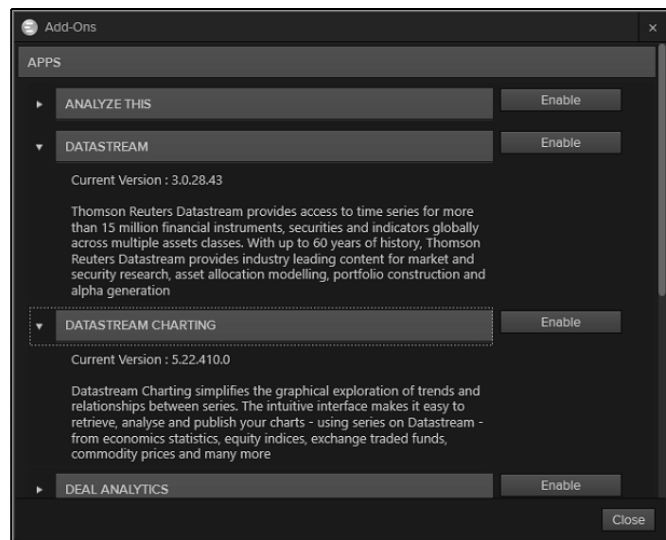 Add-Ons
APPS
ANALYZE THIS
Enable
DATASTREAM
Enable
Current Version : 3.0.28.43
Thomson Reuters Datastream provides access to time series for more
than 15 million financial instruments, securities and indicators globally
across multiple assets classes. With up to 60 years of history, Thomson
Reuters Datastream provides industry leading content for market and
security research, asset allocation modelling, portfolio construction and
alpha generation
DATASTREAM CHARTING
Enable
Current Version : 5.22.410.0
Datastream Charting simplifies the graphical exploration of trends and
relationships between series. The intuitive interface makes it easy to
retrieve, analyse and publish your charts - using series on Datastream -
from economics statistics, equity indices, exchange traded funds,
commodity prices and many more
DEAL ANALYTICS
Enable
Close